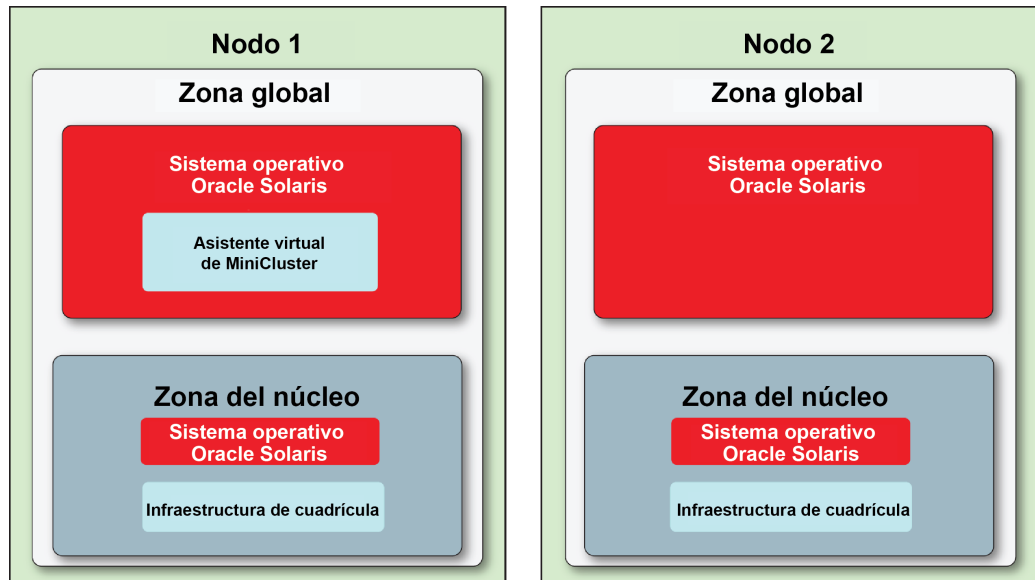 Nodo 1
Zona global
Sistema operativo
Oracle Solaris
Asistente virtual
de MiniCluster
Zona del núcleo
Sistema operativo
Oracle Solaris
Infraestructura de cuadrícula
Nodo 2
Zona global
Sistema operativo
Oracle Solaris
Zona del núcleo
Sistema operativo
Oracle Solaris
Infraestructura de cuadrícula